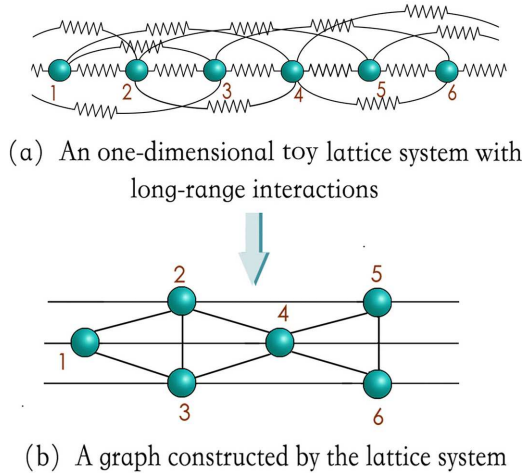 1 2 3 4 5 6
(a) An one-dimensional toy lattice system with
long-range interactions
2 5
4
1
3 6
(b) A graph constructed by the lattice system